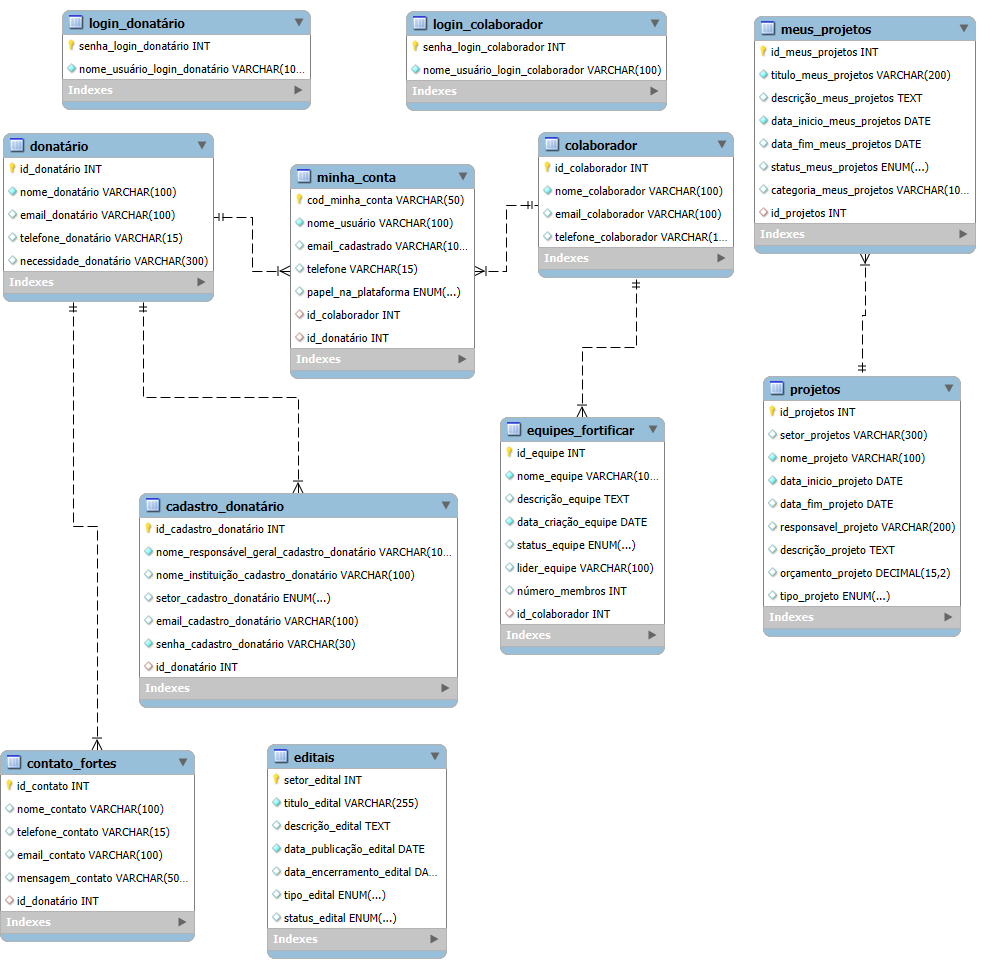 login_donatário
senha_login_donatário INT
nome_usuário_login_donatário VARCHAR(10...
Indexes
login_colaborador
senha_login_colaborador INT
nome_usuário_login_colaborador VARCHAR(100)
Indexes
meus_projetos
id_meus_projetos INT
titulo_meus_projetos VARCHAR(200)
descrição_meus_projetos TEXT
data_inicio_meus_projetos DATE
data_fim_meus_projetos DATE
status_meus_projetos ENUM(...)
categoria_meus_projetos VARCHAR(10...
id_projetos INT
Indexes
donatário
id_donatário INT
nome_donatário VARCHAR(100)
email_donatário VARCHAR(100)
telefone_donatário VARCHAR(15)
necessidade_donatário VARCHAR(300)
Indexes
minha_conta
cod_minha_conta VARCHAR(50)
nome_usuário VARCHAR(100)
email_cadastrado VARCHAR(10...
telefone VARCHAR(15)
papel_na_plataforma ENUM(...)
id_colaborador INT
id_donatário INT
Indexes
colaborador
id_colaborador INT
nome_colaborador VARCHAR(100)
email_colaborador VARCHAR(100)
telefone_colaborador VARCHAR(1...
Indexes
projetos
id_projetos INT
setor_projetos VARCHAR(300)
nome_projeto VARCHAR(100)
data_inicio_projeto DATE
data_fim_projeto DATE
responsavel_projeto VARCHAR(200)
descrição_projeto TEXT
orçamento_projeto DECIMAL(15,2)
tipo_projeto ENUM(...)
Indexes
equipes_fortificar
id_equipe INT
nome_equipe VARCHAR(10...
descrição_equipe TEXT
data_criação_equipe DATE
status_equipe ENUM(...)
lider_equipe VARCHAR(100)
número_membros INT
id_colaborador INT
Indexes
cadastro_donatário
id_cadastro_donatário INT
nome_responsável_geral_cadastro_donatário VARCHAR(10...
nome_instituição_cadastro_donatário VARCHAR(100)
setor_cadastro_donatário ENUM(...)
email_cadastro_donatário VARCHAR(100)
senha_cadastro_donatário VARCHAR(30)
id_donatário INT
Indexes
contato_fortes
id_contato INT
nome_contato VARCHAR(100)
telefone_contato VARCHAR(15)
email_contato VARCHAR(100)
mensagem_contato VARCHAR(50...
id_donatário INT
Indexes
editais
setor_edital INT
titulo_edital VARCHAR(255)
descrição_edital TEXT
data_publicação_edital DATE
data_encerramento_edital DA...
tipo_edital ENUM(...)
status_edital ENUM(...)
Indexes